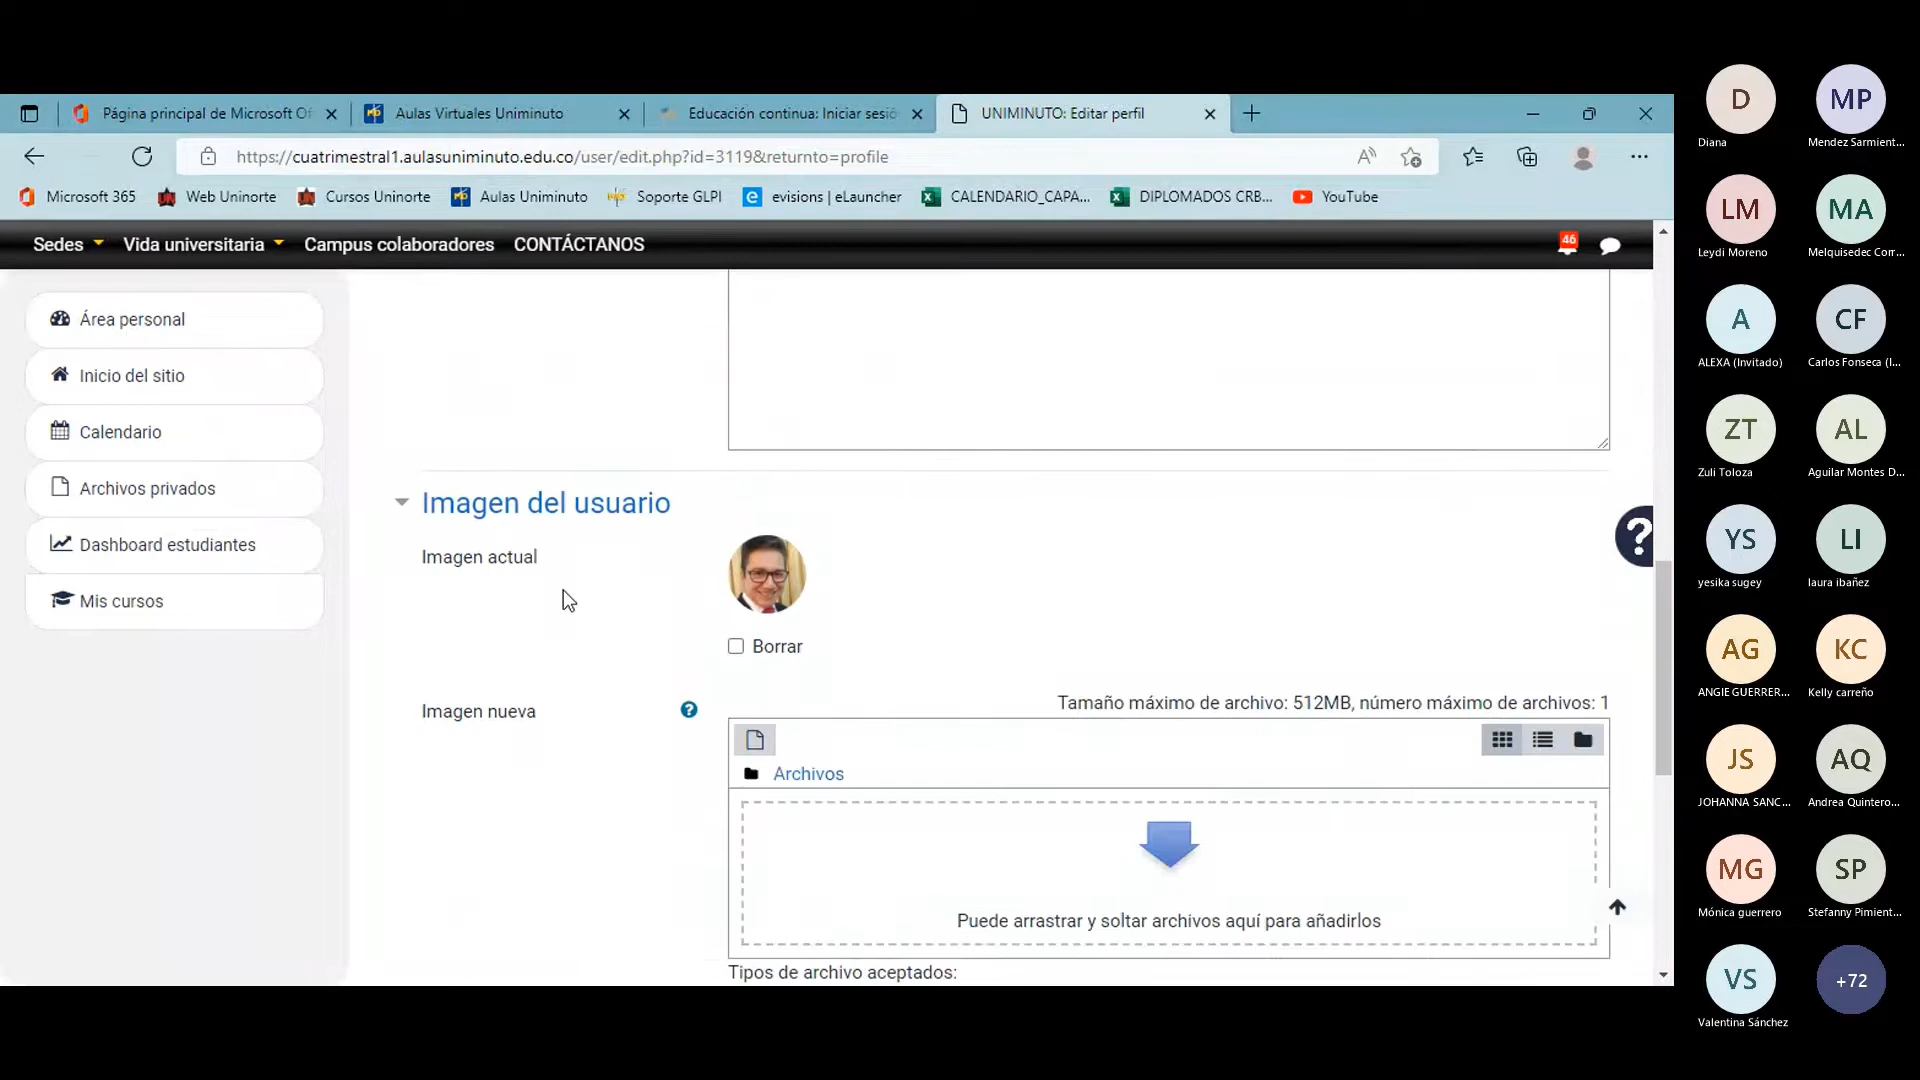 Página principal de Microsoft Of
Aulas Virtuales Uniminuto
Educación continua: Iniciar sesió
UNIMINUTO: Editar perfil
https://cuatrimestral1.aulasuniminuto.edu.co/user/edit.php?id=3119&returnto=profile
Microsoft 365
Web Uninorte
Cursos Uninorte
Aulas Uniminuto
Soporte GLPI
evisions | eLauncher
CALENDARIO_CAPA...
DIPLOMADOS CRB...
YouTube
Sedes
Vida universitaria
Campus colaboradores
CONTÁCTANOS
46
Área personal
Inicio del sitio
Calendario
Archivos privados
Dashboard estudiantes
Mis cursos
Imagen del usuario
Imagen actual
Borrar
Imagen nueva
Tamaño máximo de archivo: 512MB, número máximo de archivos: 1
Archivos
Puede arrastrar y soltar archivos aquí para añadirlos
Tipos de archivo aceptados:
D
Diana
MP
Mendez Sarmient...
LM
Leydi Moreno
MA
Melquisedec Corr...
A
ALEXA (Invitado)
CF
Carlos Fonseca (I...
ZT
Zuli Toloza
AL
Aguilar Montes D...
YS
yesika sugey
LI
laura ibañez
AG
ANGIE GUERRER...
KC
Kelly carreño
JS
JOHANNA SANC...
AQ
Andrea Quintero...
MG
Mónica guerrero
SP
Stefanny Pimient...
VS
Valentina Sánchez
+72